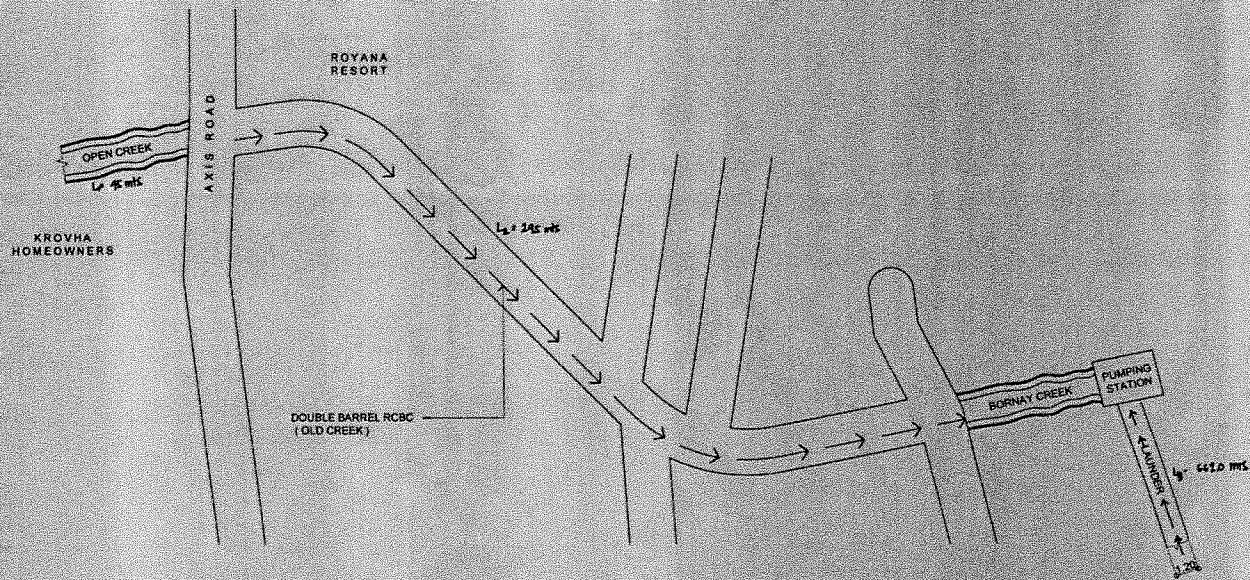 ROYANA
RESORT
AXIS ROAD
OPEN CREEK
KROVHA
HOMEOWNERS
DOUBLE BARREL RCBC
( OLD CREEK )
BORNAY CREEK
PUMPING
STATION
LAUNDER